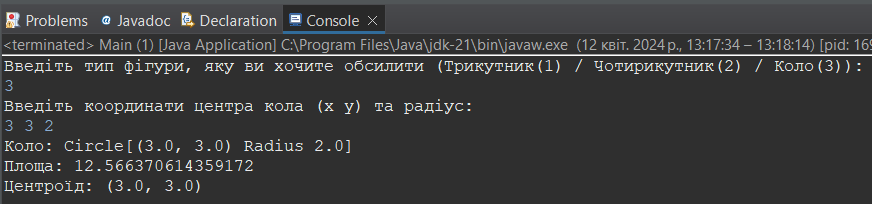 Problems @ Javadoc Declaration Console
<terminated> Main (1) [Java Application] C:\Program Files\Java\jdk-21\bin\javaw.exe (12 квіт. 2024 р., 13:17:34 – 13:18:14) [pid: 169
Введіть тип фігури, яку ви хочете обсилити (Трикутник(1) / Чотирикутник(2) / Коло(3)):
3
Введіть координати центра кола (x y) та радіус:
3 3 2
Коло: Circle[(3.0, 3.0) Radius 2.0]
Площа: 12.566370614359172
Центроїд: (3.0, 3.0)